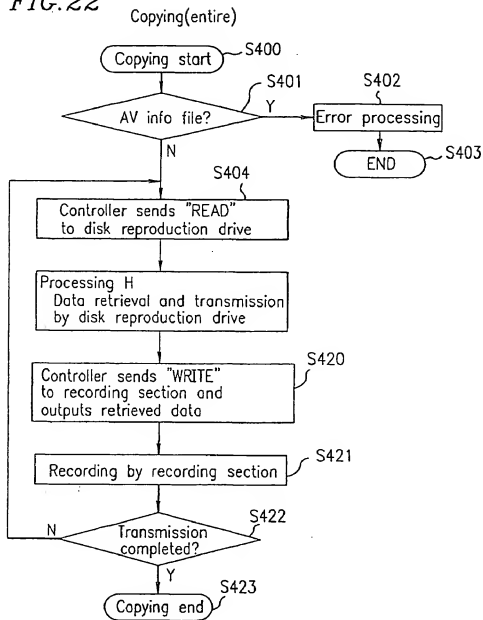 FIG.22
Copying(entire)
Copying start
S400
S401
AV info file?
Y
S402
Error processing
N
END
S403
S404
Controller sends "READ"
to disk reproduction drive
Processing H
Data retrieval and transmission
by disk reproduction drive
S420
Controller sends "WRITE"
to recording section and
outputs retrieved data
Recording by recording section
S421
S422
N
Transmission
completed?
Y
S423
Copying end